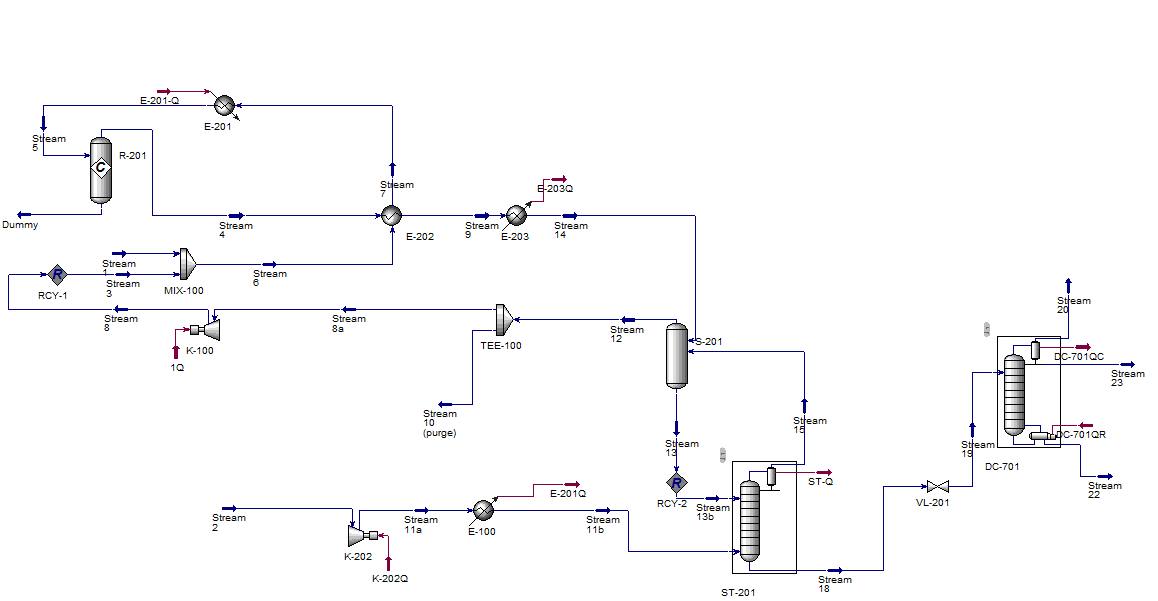 E-201-Q
E-201
Stream
5
R-201
C
Dummy
Stream
7
Stream
4
E-202
E-203Q
Stream
9
E-203
Stream
14
Stream
1
Stream
3
RCY-1
R
MIX-100
Stream
6
Stream
8
K-100
1Q
Stream
8a
TEE-100
Stream
12
S-201
Stream
10
(purge)
Stream
13
Stream
15
R
RCY-2
Stream
13b
ST-Q
ST-201
Stream
2
K-202
K-202Q
Stream
11a
E-100
E-201Q
Stream
11b
Stream
18
VL-201
Stream
19
DC-701
Stream
20
DC-701QC
Stream
23
DC-701QR
Stream
22